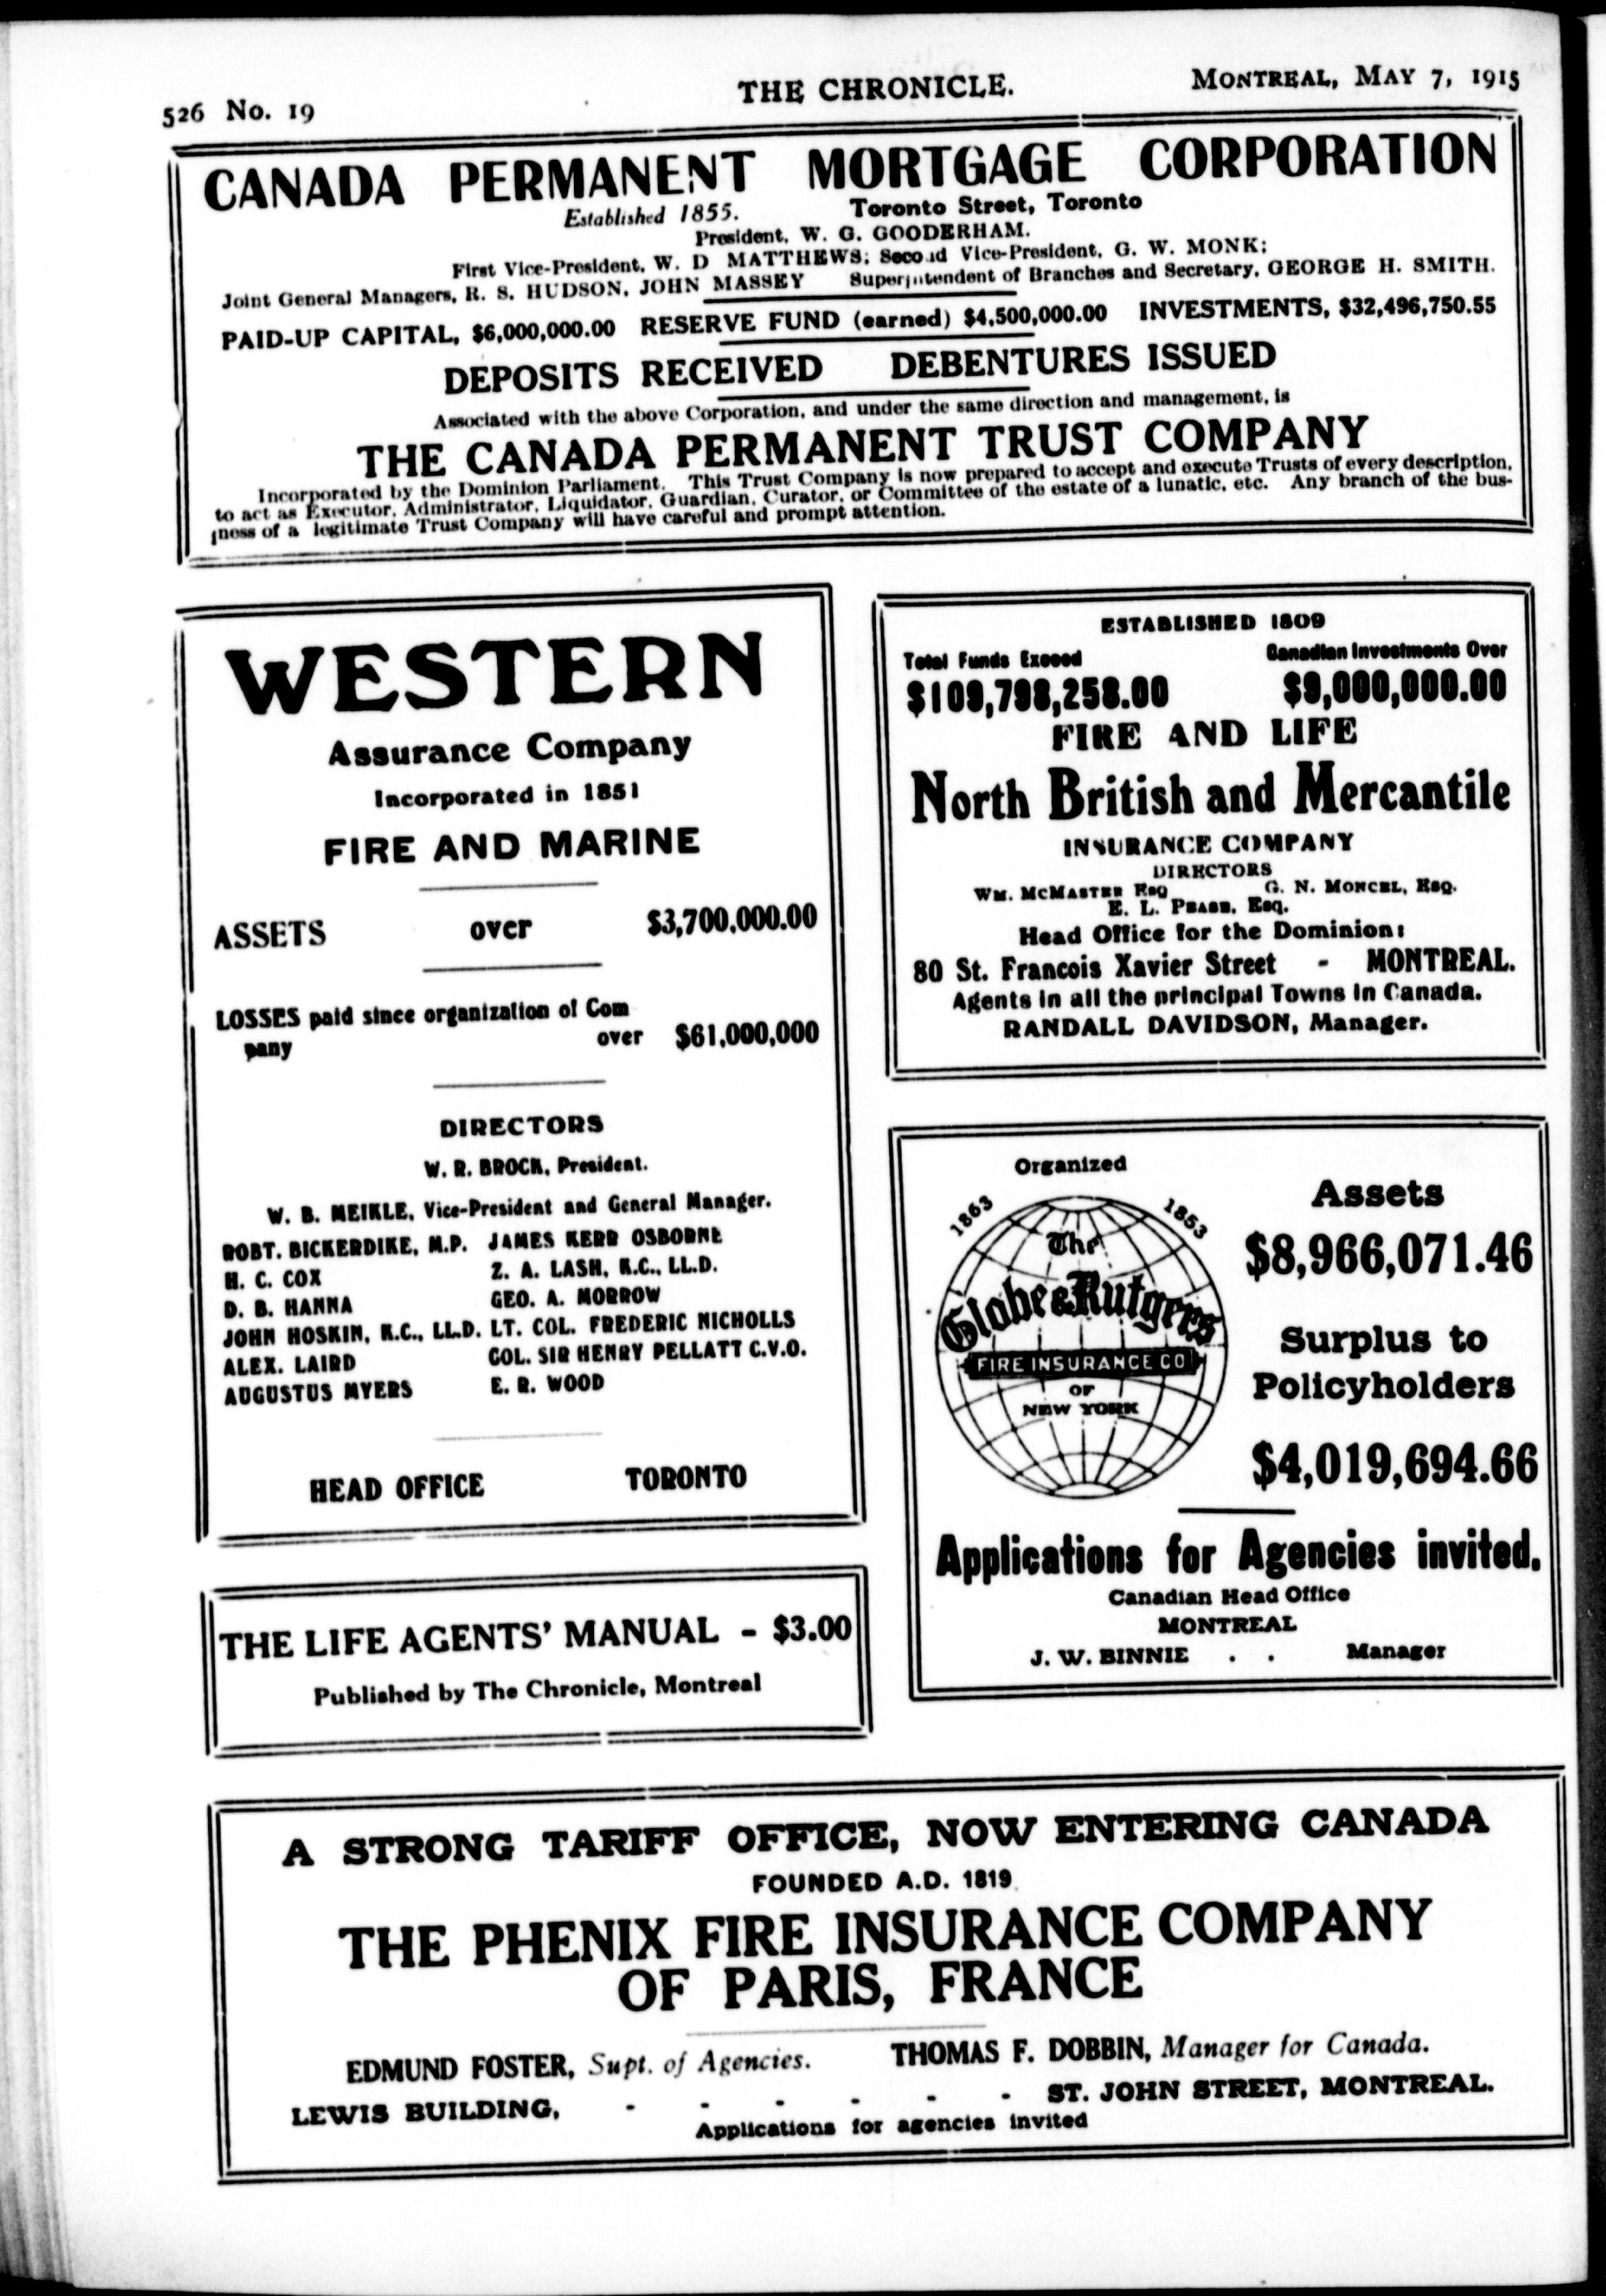 526 No. 19
THE CHRONICLE.
MONTREAL, MAY 7, 1915
CANADA PERMANENT MORTGAGE CORPORATION
Established 1855. Toronto Street, Toronto
President, W. G. GOODERHAM.
First Vice-President, W. D MATTHEWS; Second Vice-President, G. W. MONK;
Joint General Managers, R. S. HUDSON, JOHN MASSEY Superintendent of Branches and Secretary, GEORGE H. SMITH.
PAID-UP CAPITAL, $6,000,000.00 RESERVE FUND (earned) $4,500,000.00 INVESTMENTS, $32,496,750.55
DEPOSITS RECEIVED DEBENTURES ISSUED
Associated with the above Corporation, and under the same direction and management, is
THE CANADA PERMANENT TRUST COMPANY
Incorporated by the Dominion Parliament. This Trust Company is now prepared to accept and execute Trusts of every description,
to act as Executor, Administrator, Liquidator, Guardian, Curator, or Committee of the estate of a lunatic, etc. Any branch of the bus-
iness of a legitimate Trust Company will have careful and prompt attention.
WESTERN
Assurance Company
Incorporated in 1851
FIRE AND MARINE
ASSETS over $3,700,000.00
LOSSES paid since organization of Com
pany over $61,000,000
DIRECTORS
W. R. BROCK, President.
W. B. MEIKLE, Vice-President and General Manager.
ROBT. BICKERDIKE, M.P. JAMES KERR OSBORNE
H. C. COX Z. A. LASH, K.C., LL.D.
D. B. HANNA GEO. A. MORROW
JOHN HOSKIN, K.C., LL.D. LT. COL. FREDERIC NICHOLLS
ALEX. LAIRD COL. SIR HENRY PELLATT C.V.O.
AUGUSTUS MYERS E. R. WOOD
HEAD OFFICE TORONTO
THE LIFE AGENTS' MANUAL - $3.00
Published by The Chronicle, Montreal
ESTABLISHED 1809
Total Funds Exceed Canadian Investments Over
$109,798,258.00 $9,000,000.00
FIRE AND LIFE
North British and Mercantile
INSURANCE COMPANY
DIRECTORS
WM. MCMASTER ESQ G. N. MONCEL, ESQ.
E. L. PEASE, Esq.
Head Office for the Dominion:
80 St. Francois Xavier Street - MONTREAL.
Agents in all the principal Towns in Canada.
RANDALL DAVIDSON, Manager.
Organized
1863 1853
The
Globe & Rutgers
FIRE INSURANCE CO
OF
NEW YORK
Assets
$8,966,071.46
Surplus to
Policyholders
$4,019,694.66
Applications for Agencies invited.
Canadian Head Office
MONTREAL
J. W. BINNIE . . Manager
A STRONG TARIFF OFFICE, NOW ENTERING CANADA
FOUNDED A.D. 1819.
THE PHENIX FIRE INSURANCE COMPANY
OF PARIS, FRANCE
EDMUND FOSTER, Supt. of Agencies. THOMAS F. DOBBIN, Manager for Canada.
LEWIS BUILDING, - - - - - - ST. JOHN STREET, MONTREAL.
Applications for agencies invited